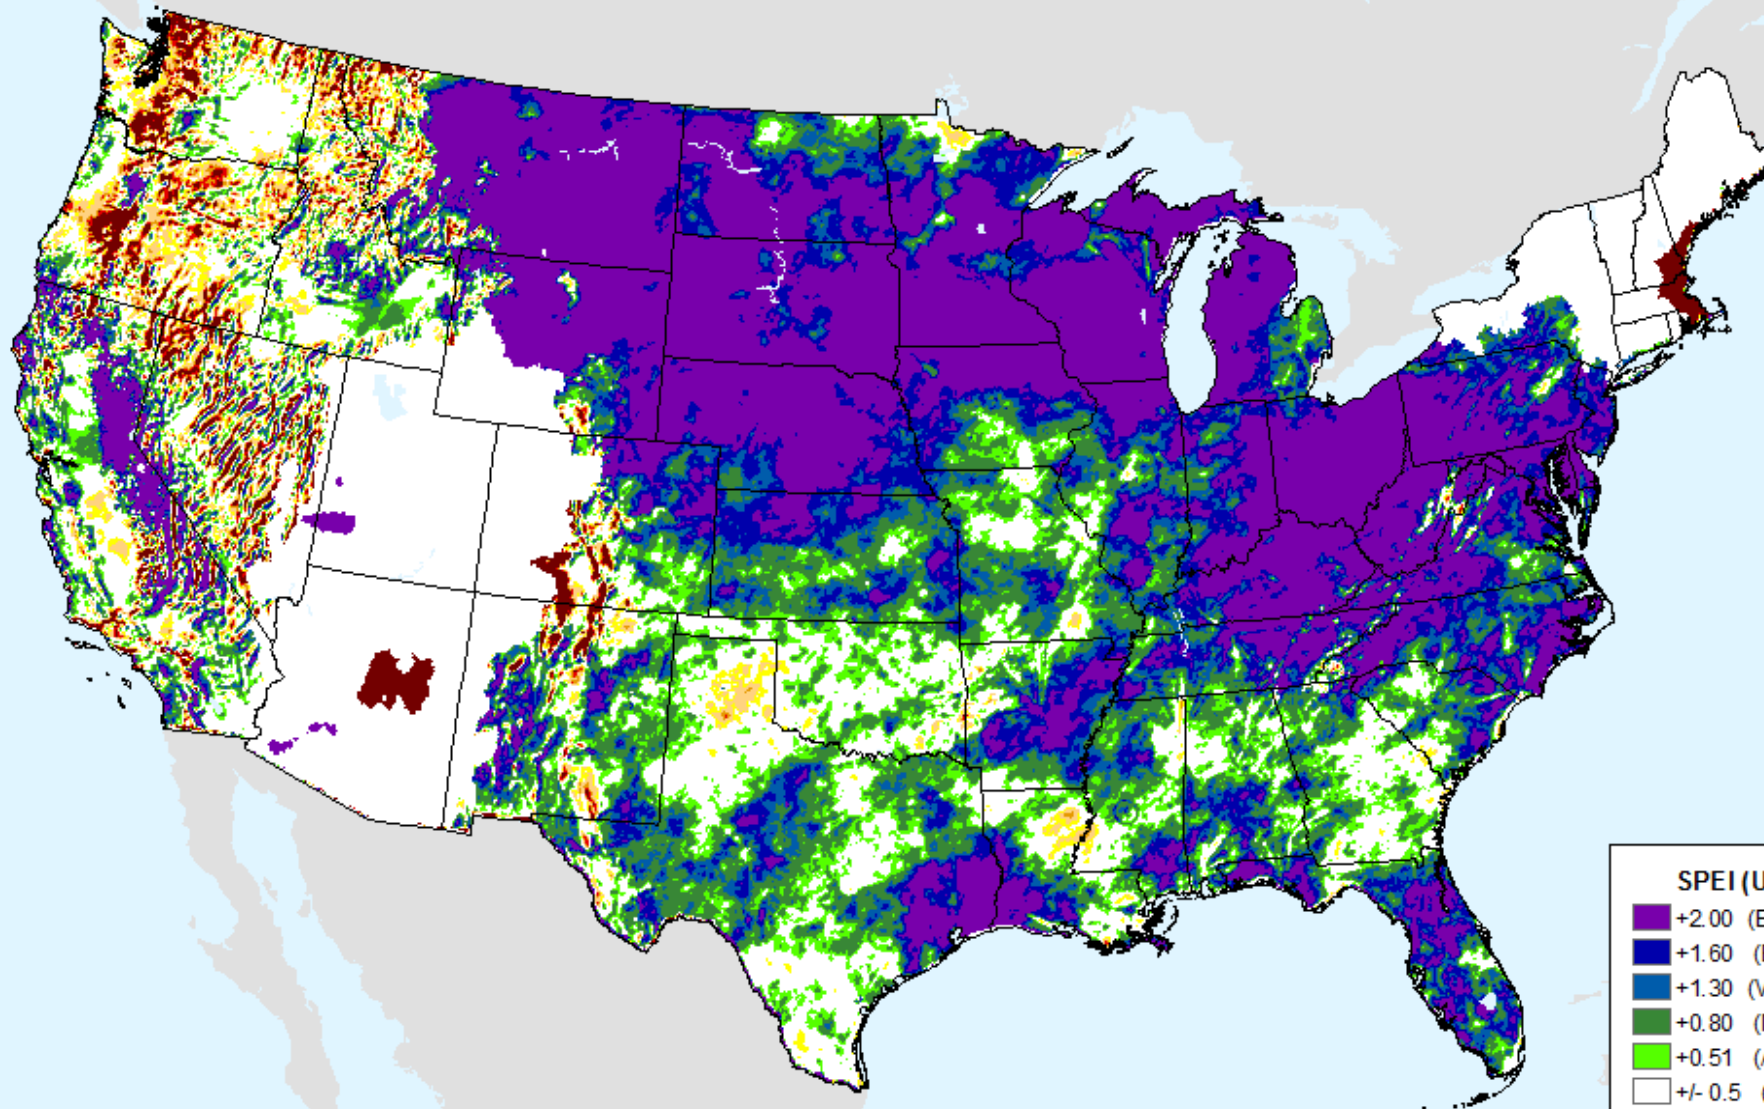 SPEI (U
+2.00 (E
+1.60 (
+1.30 (V
+0.80 (
+0.51 (
+/- 0.5 (